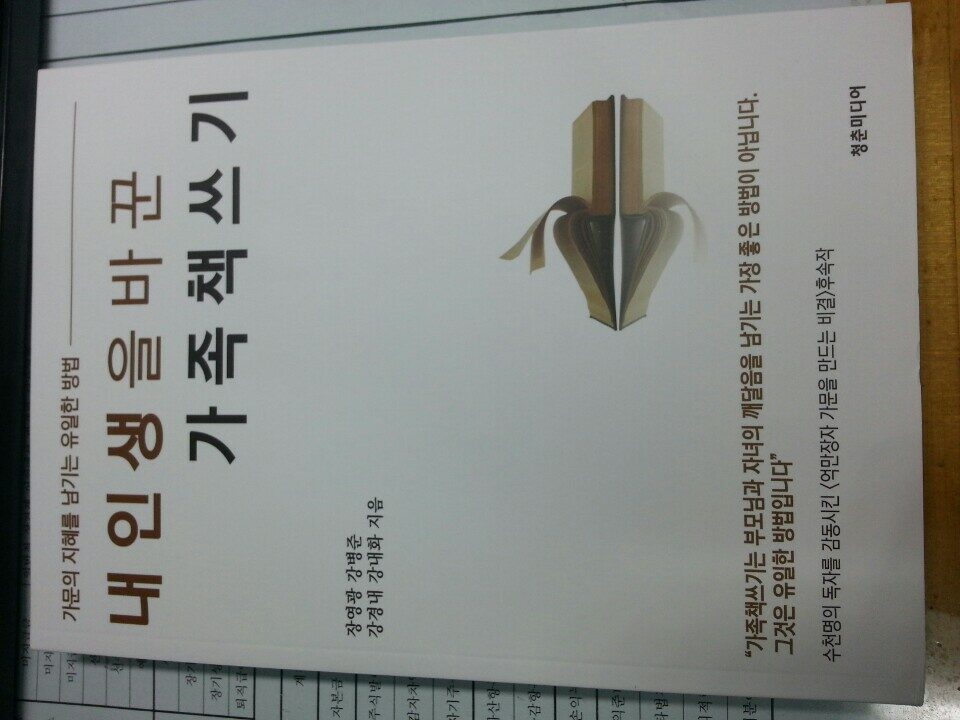 가문의 지혜를 남기는 유일한 방법
내 인생을 바꾼
가족책쓰기
장영광 강병준
강경내 강내화 지음
“가족책쓰기는 부모님과 자녀의 깨달음을 남기는 가장 좋은 방법이 아닙니다.
그것은 유일한 방법입니다”
수천명의 독자를 감동시킨 <억만장자 가문을 만드는 비결>후속작
청춘미디어